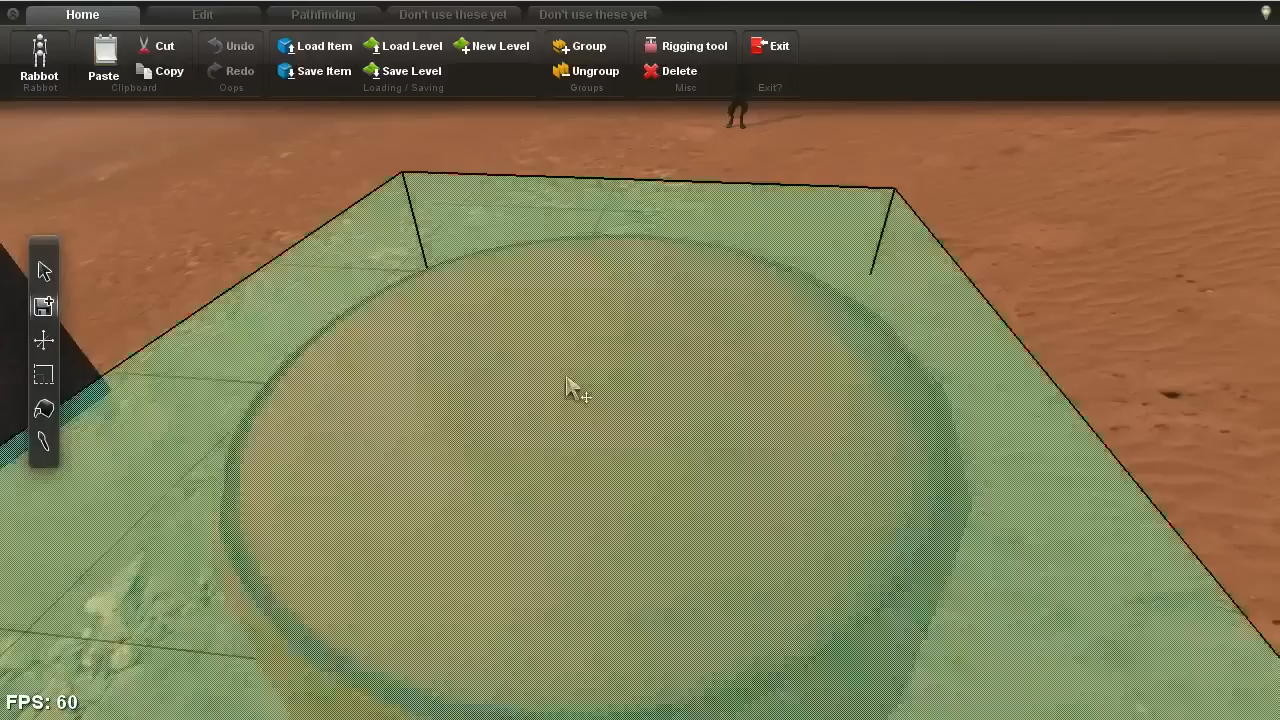 Home Edit Pathfinding Don't use these yet Don't use these yet
Cut Undo Load Item Load Level New Level Group Rigging tool Exit
Rabbot Paste Copy Redo Save Item Save Level Ungroup Delete
Rabbot Clipboard Oops Loading / Saving Groups Misc Exit?
FPS: 60